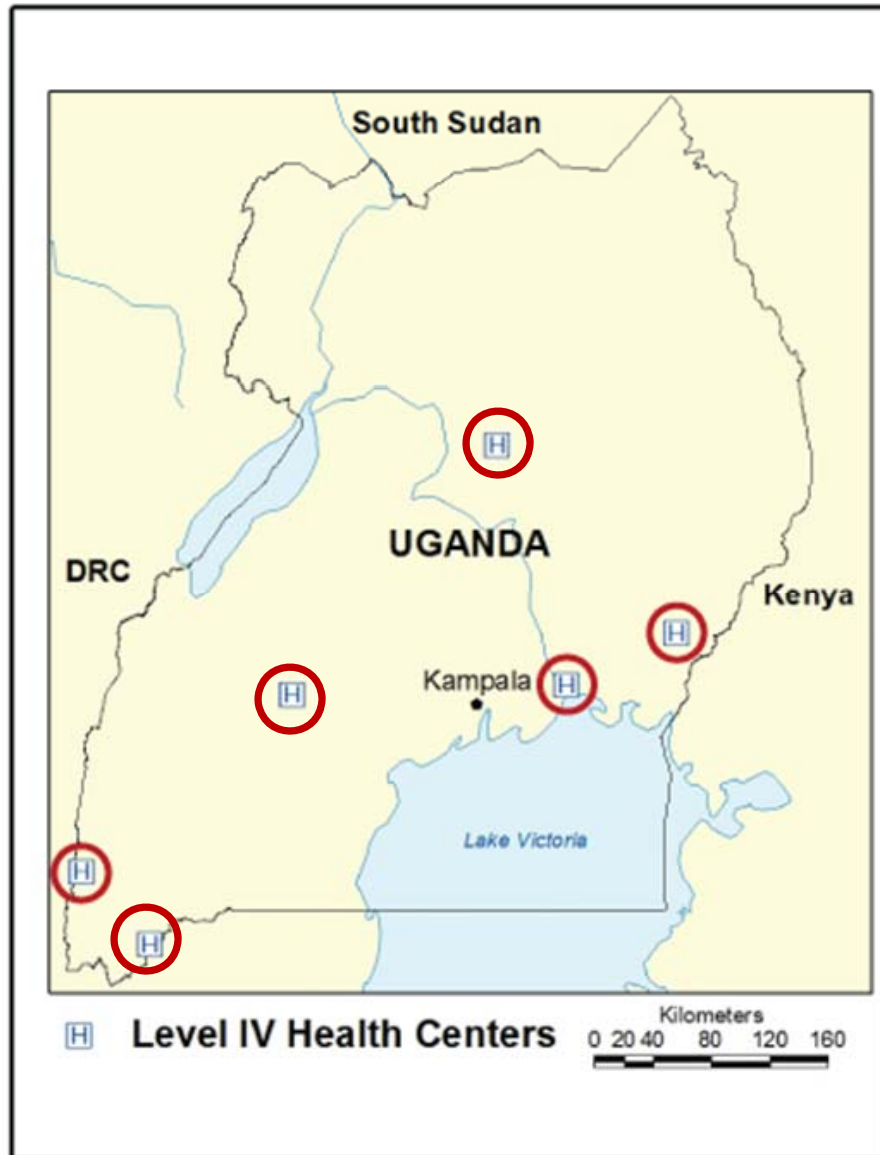 South Sudan
H
UGANDA
DRC
Kenya
H
Kampala
H
H
Lake Victoria
H
H
H Level IV Health Centers
Kilometers
0 20 40 80 120 160